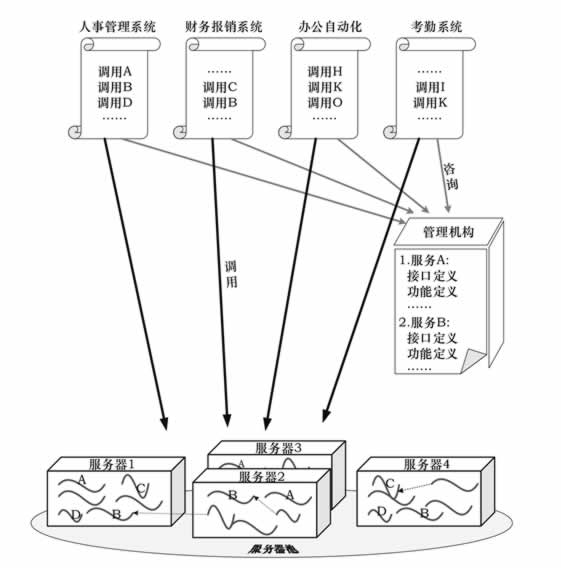 人事管理系统
财务报销系统
办公自动化
考勤系统
调用A
调用B
调用D
……
……
调用C
调用B
……
调用H
调用K
调用O
……
……
调用I
调用K
……
咨询
调用
管理机构
1.服务A:
接口定义
功能定义
……
2.服务B:
接口定义
功能定义
……
服务器3
A
服务器1
A
C
D
B
服务器2
B
A
服务器4
C
D
B
服务器池